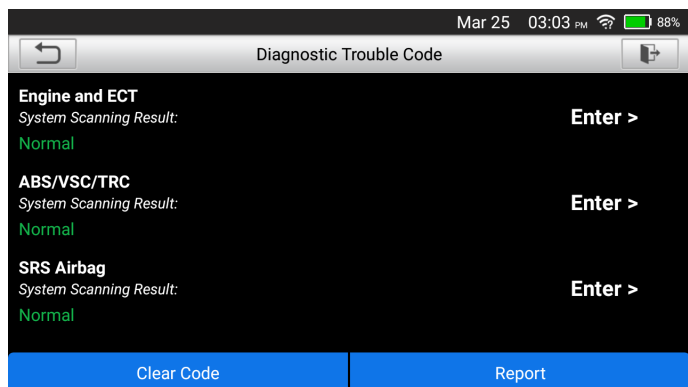 Mar 25 03:03 PM 88%
Diagnostic Trouble Code
Engine and ECT
System Scanning Result:
Enter >
Normal
ABS/VSC/TRC
System Scanning Result:
Enter >
Normal
SRS Airbag
System Scanning Result:
Enter >
Normal
Clear Code
Report